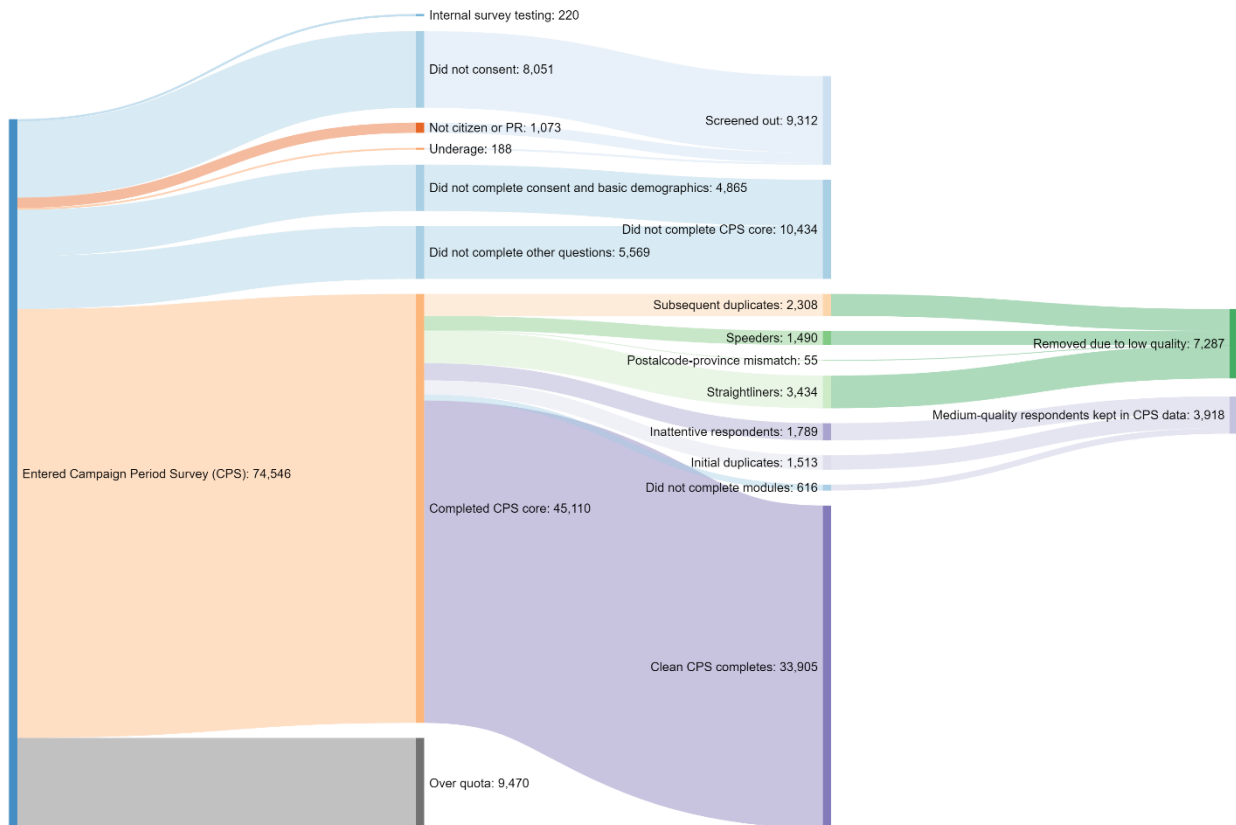 Internal survey testing: 220
Did not consent: 8,051
Screened out: 9,312
Not citizen or PR: 1,073
Underage: 188
Did not complete consent and basic demographics: 4,865
Did not complete CPS core: 10,434
Did not complete other questions: 5,569
Subsequent duplicates: 2,308
Speeders: 1,490
Removed due to low quality: 7,287
Postalcode-province mismatch: 55
Straightliners: 3,434
Medium-quality respondents kept in CPS data: 3,918
Inattentive respondents: 1,789
Initial duplicates: 1,513
Entered Campaign Period Survey (CPS): 74,546
Did not complete modules: 616
Completed CPS core: 45,110
Clean CPS completes: 33,905
Over quota: 9,470